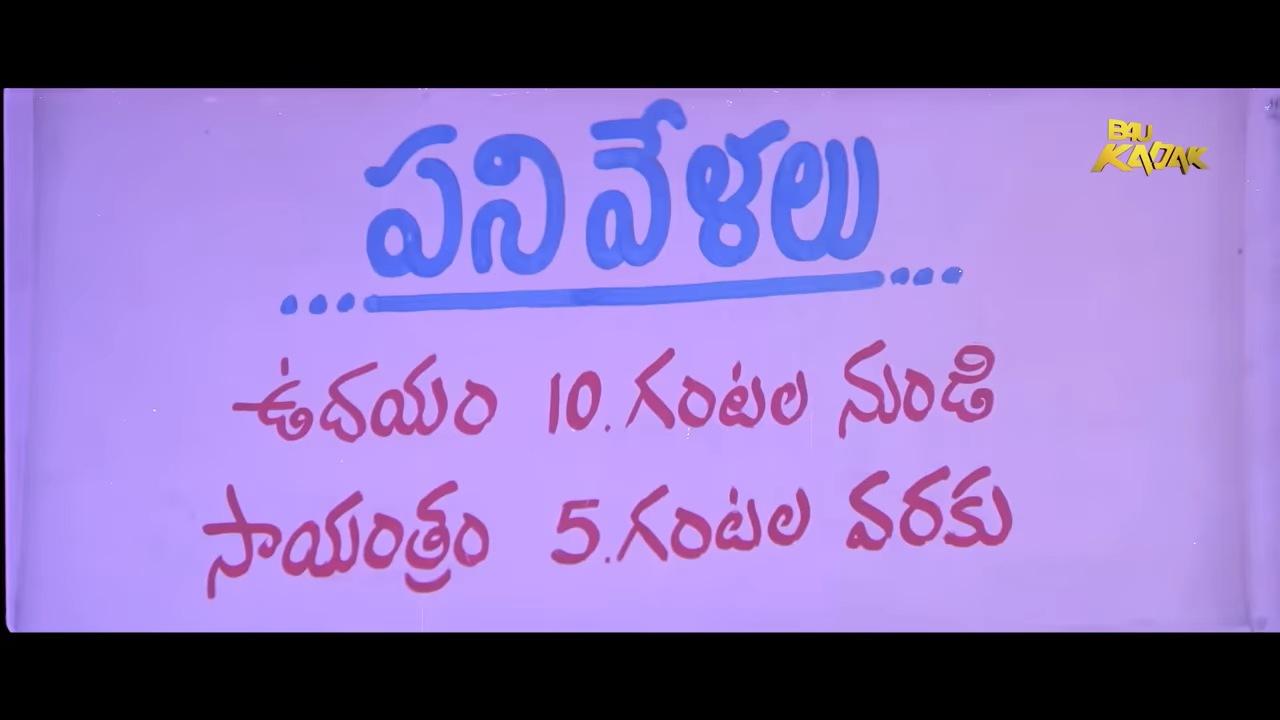 B4U
KADAK
పనివేళలు
ఉదయం 10. గంటల నుండి
సాయంత్రం 5. గంటల వరకు